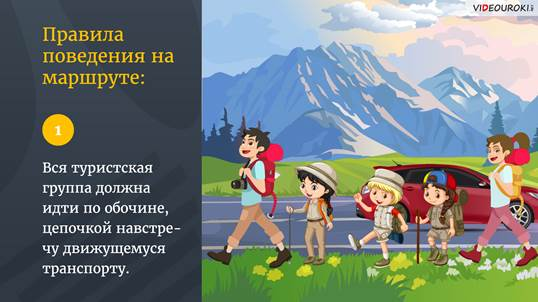 VIDEOUROKI
Правила
поведения на
маршруте:
1
Вся туристская
группа должна
идти по обочине,
цепочкой навстре-
чу движущемуся
транспорту.